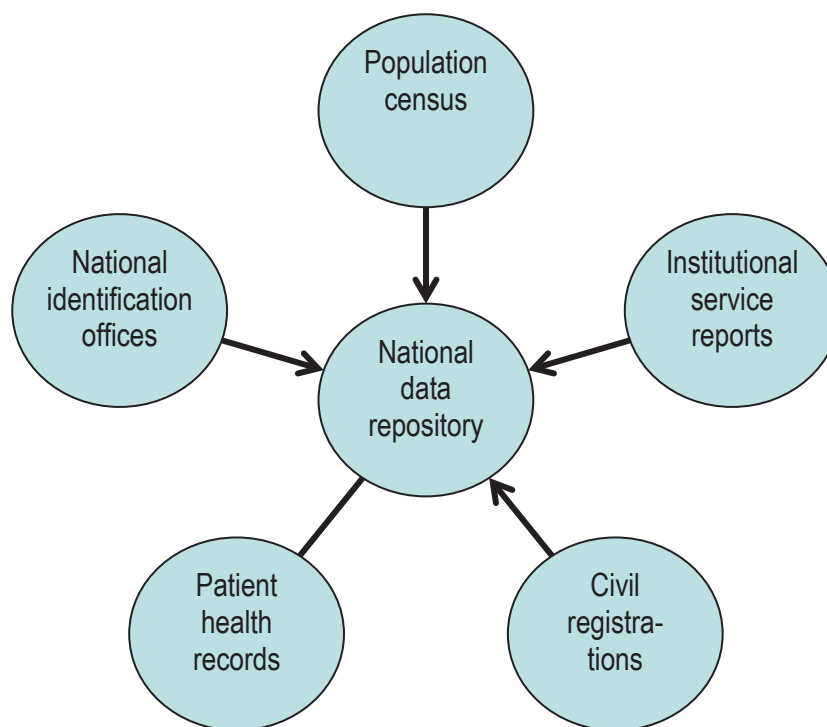 Population
census
National
identification
offices
Institutional
service
reports
National
data
repository
Patient
health
records
Civil
registra-
tions